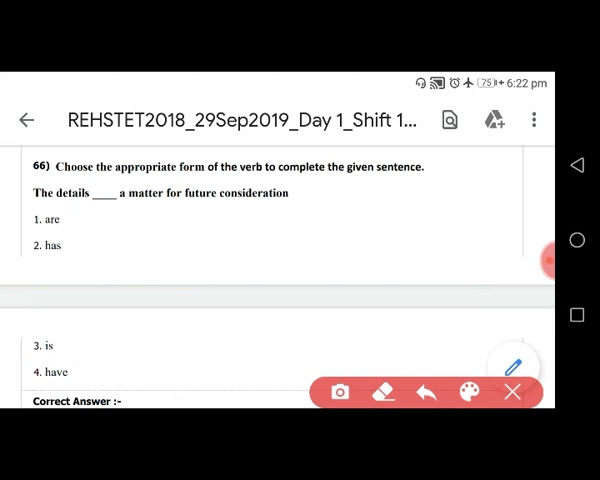 75 6:22 pm
REHSTET2018_29Sep2019_Day 1_Shift 1...
66) Choose the appropriate form of the verb to complete the given sentence.
The details ____ a matter for future consideration
1. are
2. has
3. is
4. have
Correct Answer :-